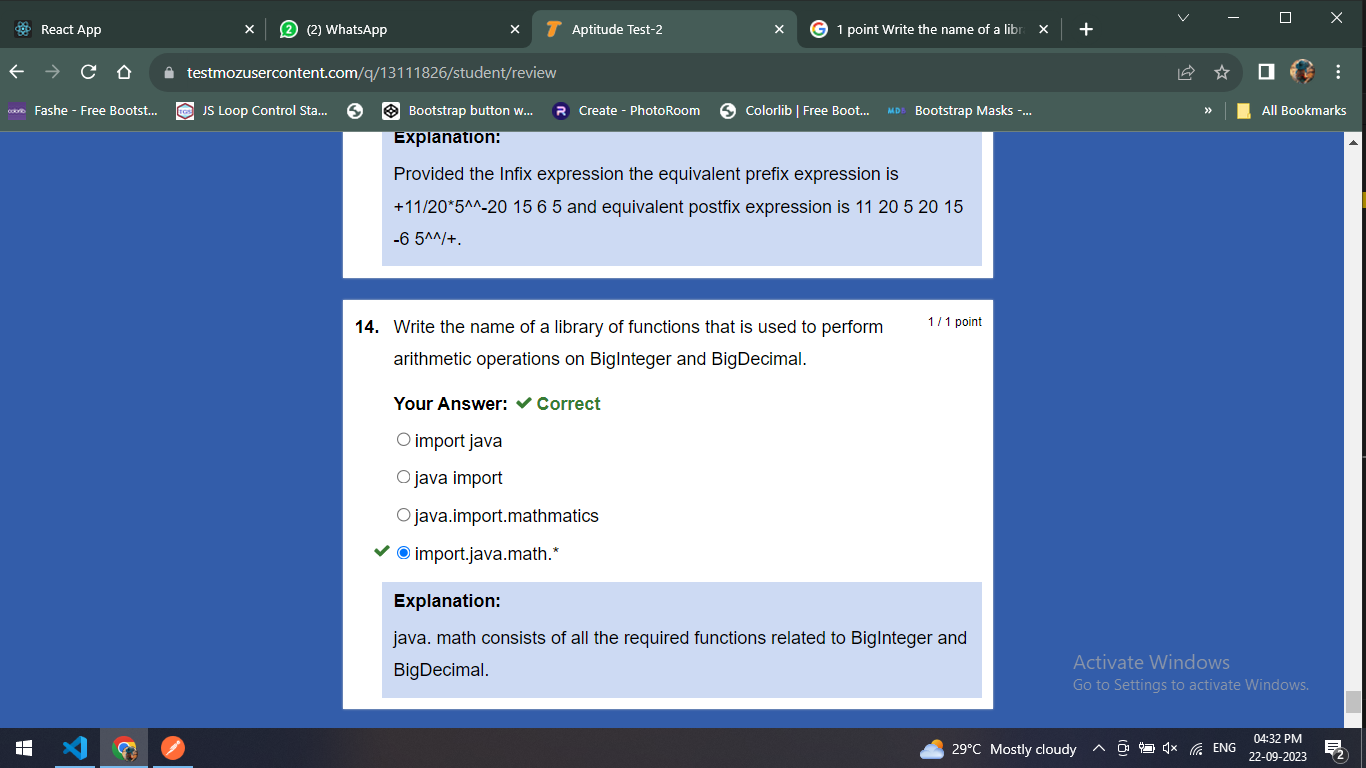 React App
(2) WhatsApp
Aptitude Test-2
1 point Write the name of a libr
testmozusercontent.com/q/13111826/student/review
colorlib
Fashe - Free Bootst...
JS Loop Control Sta...
Bootstrap button w...
Create - PhotoRoom
Colorlib | Free Boot...
Bootstrap Masks -...
»
All Bookmarks
Explanation:
Provided the Infix expression the equivalent prefix expression is
+11/20*5^^-20 15 6 5 and equivalent postfix expression is 11 20 5 20 15
-6 5^^/+.
14. Write the name of a library of functions that is used to perform
1 / 1 point
arithmetic operations on BigInteger and BigDecimal.
Your Answer: ✔ Correct
import java
java import
java.import.mathmatics
import.java.math.*
Explanation:
java. math consists of all the required functions related to BigInteger and
BigDecimal.
Activate Windows
Go to Settings to activate Windows.
29°C Mostly cloudy
ENG
04:32 PM
22-09-2023
2